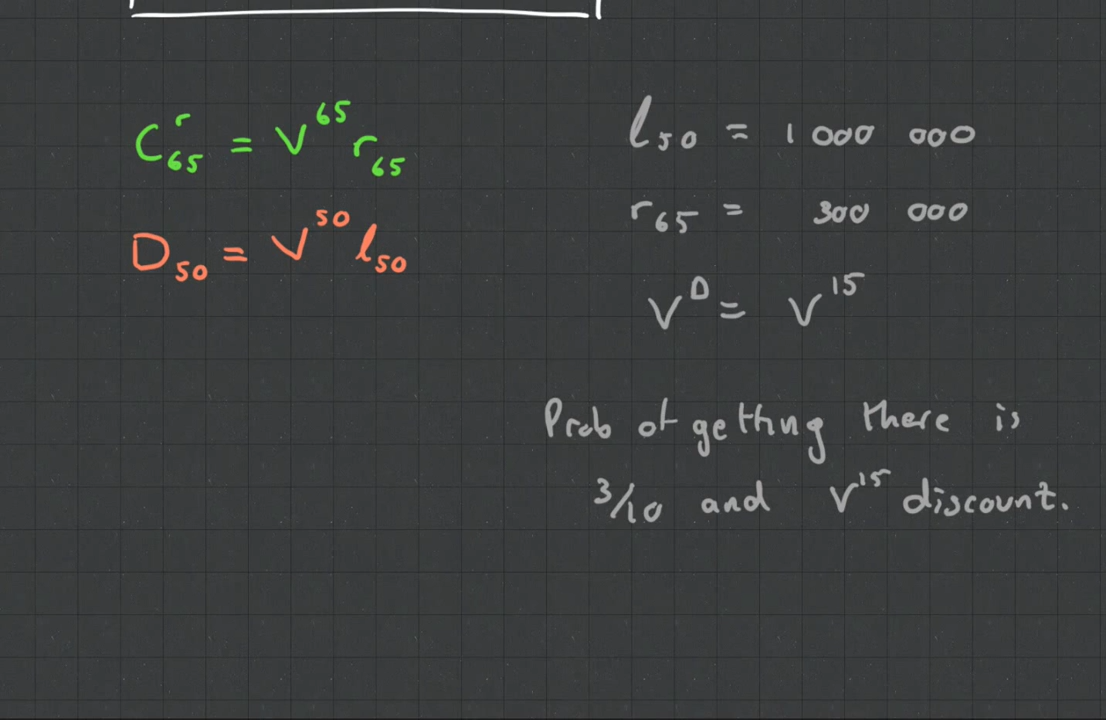 C^r_65 = V^65 r_65
D_50 = V^50 l_50
l_50 = 1 000 000
r_65 = 300 000
V^D = V^15
Prob of getting there is
3/10 and V^15 discount.